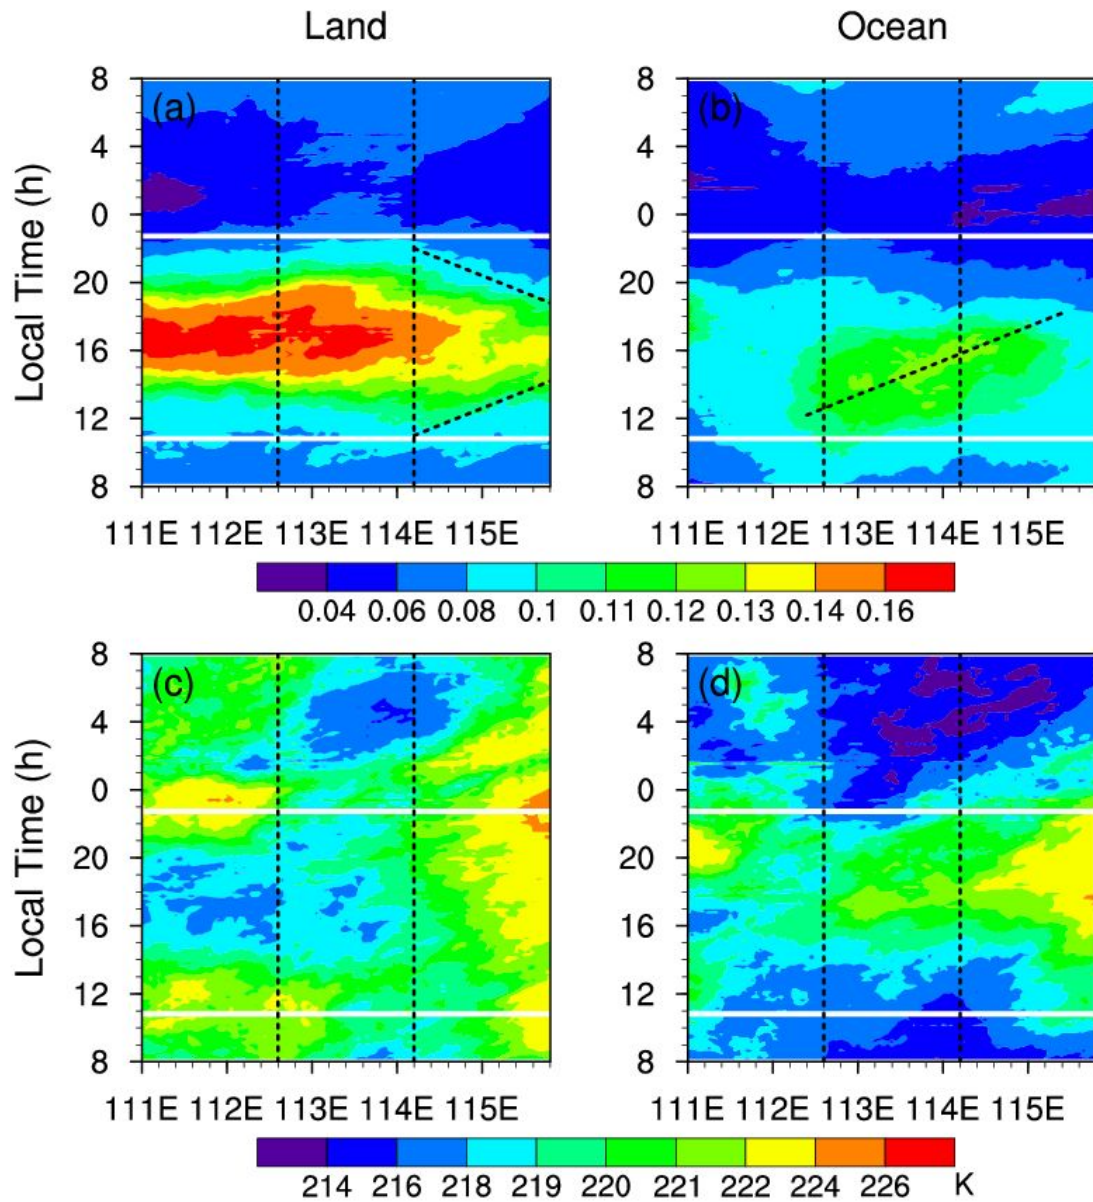 Land
Ocean
(a)
(b)
Local Time (h)
8
4
0
20
16
12
8
8
4
0
20
16
12
8
111E 112E 113E 114E 115E
111E 112E 113E 114E 115E
0.04 0.06 0.08 0.1 0.11 0.12 0.13 0.14 0.16
(c)
(d)
Local Time (h)
8
4
0
20
16
12
8
8
4
0
20
16
12
8
111E 112E 113E 114E 115E
111E 112E 113E 114E 115E
214 216 218 219 220 221 222 224 226 K